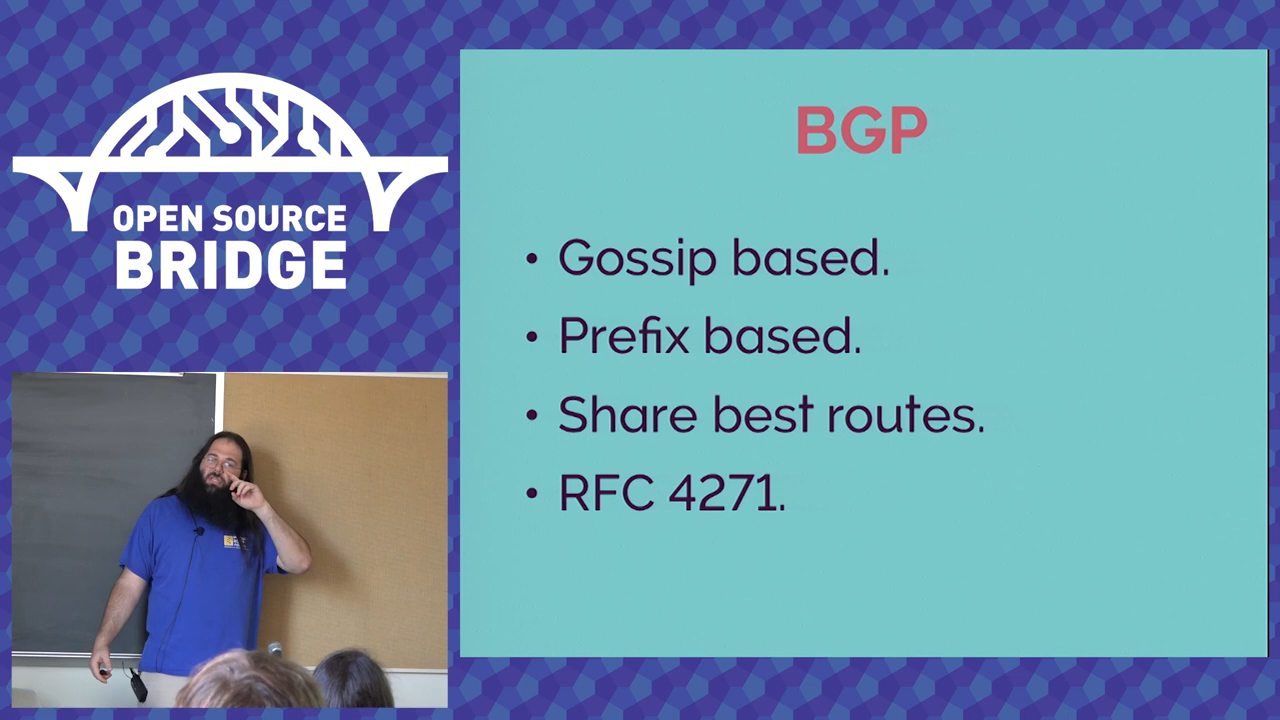 OPEN SOURCE
BRIDGE
BGP
• Gossip based.
• Prefix based.
• Share best routes.
• RFC 4271.